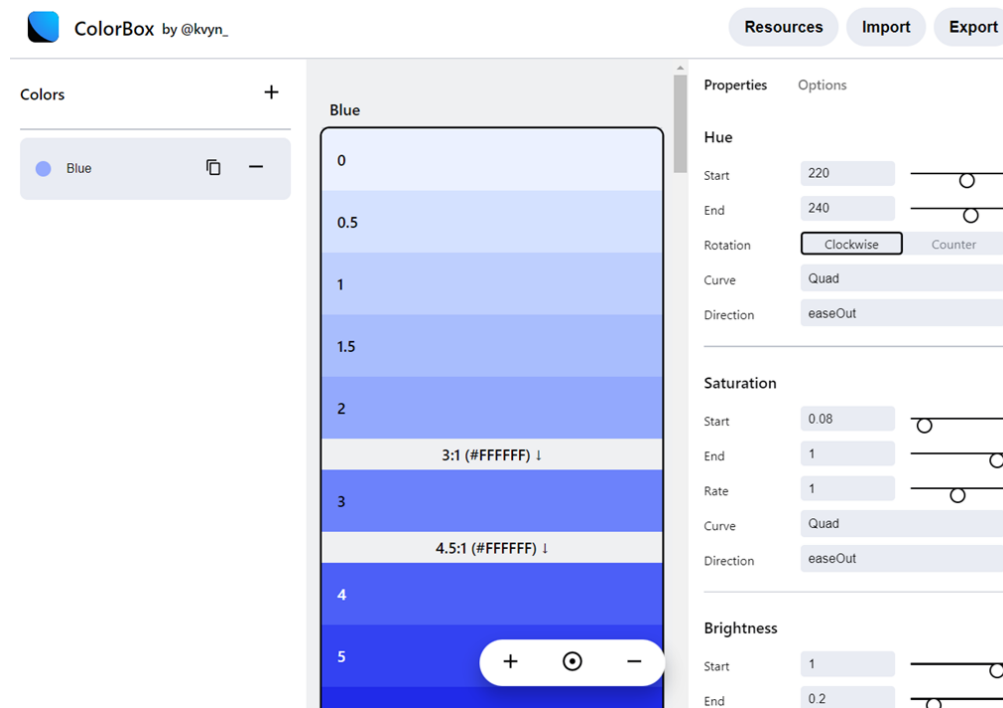 ColorBox by @kvyn_
Resources Import Export
Colors +
Blue
Blue
0
0.5
1
1.5
2
3:1 (#FFFFFF) ↓
3
4.5:1 (#FFFFFF) ↓
4
5
Properties Options
Hue
Start 220
End 240
Rotation Clockwise Counter
Curve Quad
Direction easeOut
Saturation
Start 0.08
End 1
Rate 1
Curve Quad
Direction easeOut
Brightness
Start 1
End 0.2